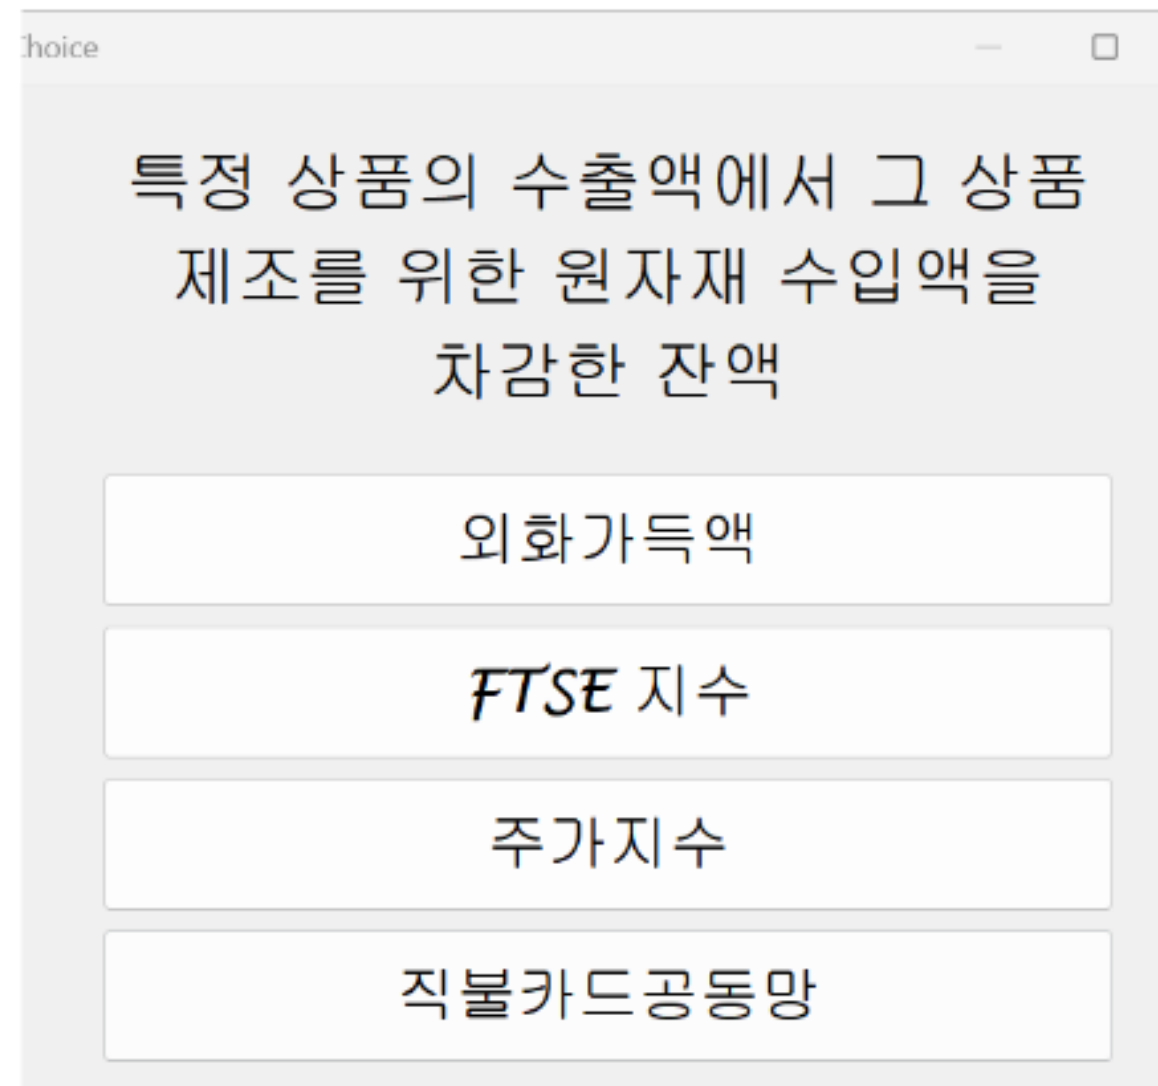 특정 상품의 수출액에서 그 상품
제조를 위한 원자재 수입액을
차감한 잔액
외화가득액
FTSE 지수
주가지수
직불카드공동망